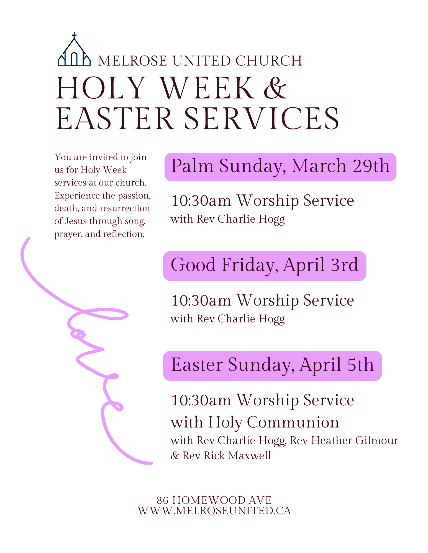 MELROSE UNITED CHURCH
HOLY WEEK &
EASTER SERVICES
You are invited to join
us for Holy Week
services at our church.
Experience the passion,
death, and resurrection
of Jesus through song,
prayer, and reflection.
Palm Sunday, March 29th
10:30am Worship Service
with Rev Charlie Hogg
Good Friday, April 3rd
10:30am Worship Service
with Rev Charlie Hogg
Easter Sunday, April 5th
10:30am Worship Service
with Holy Communion
with Rev Charlie Hogg, Rev Heather Gilmour
& Rev Rick Maxwell
86 HOMEWOOD AVE
WWW.MELROSEUNITED.CA